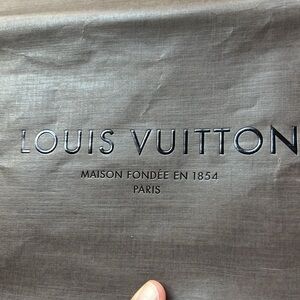 LOUIS VUITTON
MAISON FONDÉE EN 1854
PARIS